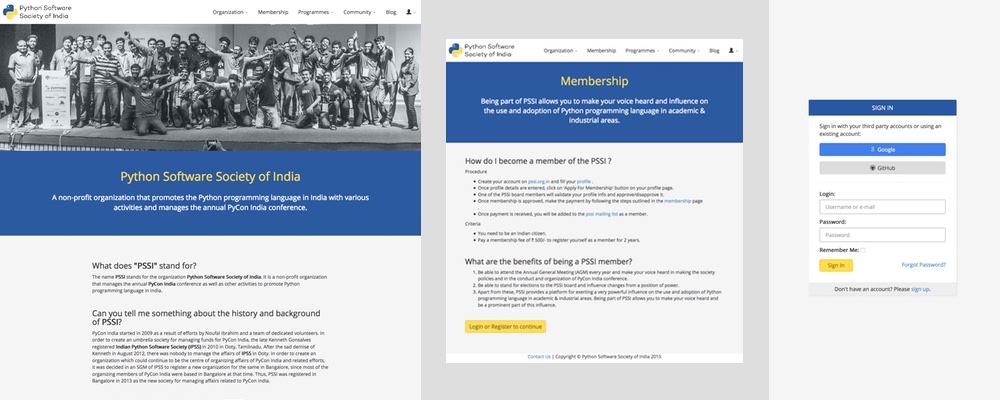 Python Software
Society of India
Organization
Membership
Programmes
Community
Blog
Python Software Society of India
A non-profit organization that promotes the Python programming language in India with various
activities and manages the annual PyCon India conference.
What does "PSSI" stand for?
The name PSSI stands for the organization Python Software Society of India. It is a non-profit organization
that manages the annual PyCon India conference as well as other activities to promote Python
programming language in India.
Can you tell me something about the history and background
of PSSI?
PyCon India started in 2009 as a result of efforts by Noufal Ibrahim and a team of dedicated volunteers. In
order to create an umbrella society for managing funds for PyCon India, the late Kenneth Gonsalves
registered Indian Python Software Society (IPSS) in 2010 in Ooty, Tamilnadu. After the sad demise of
Kenneth in August 2012, there was nobody to manage the affairs of IPSS in Ooty. In order to create an
organization which could continue to be the centre of organizing affairs of PyCon India and related efforts,
it was decided in an SGM of IPSS to register a new organization for the same in Bangalore, since most of the
organizing members of PyCon India were based in Bangalore at that time. Thus, PSSI was registered in
Bangalore in 2013 as the new society for managing affairs related to PyCon India.
Python Software
Society of India
Organization
Membership
Programmes
Community
Blog
Membership
Being part of PSSI allows you to make your voice heard and influence on
the use and adoption of Python programming language in academic &
industrial areas.
How do I become a member of the PSSI ?
Procedure
Create your account on pssi.org.in and fill your profile .
Once profile details are entered, click on 'Apply For Membership' button on your profile page.
One of the PSSI board members will validate your profile info and approve/disapprove it.
Once membership is approved, make the payment by following the steps outlined in the membership page
Once payment is received, you will be added to the pssi mailing list as a member.
Criteria
You need to be an Indian citizen.
Pay a membership fee of ₹ 500/- to register yourself as a member for 2 years.
What are the benefits of being a PSSI member?
1. Be able to attend the Annual General Meeting (AGM) every year and make your voice heard in making the society
policies and in the conduct and organization of PyCon India conference.
2. Be able to stand for elections to the PSSI board and influence changes from a position of power.
3. Apart from these, PSSI provides a platform for exerting a very powerful influence on the use and adoption of Python
programming language in academic & industrial areas. Being part of PSSI allows you to make your voice heard and
be a prominent part of this influence.
Login or Register to continue
Contact Us | Copyright © Python Software Society of India 2015
SIGN IN
Sign in with your third party accounts or using an
existing account:
Google
GitHub
Login:
Username or e-mail
Password:
Password
Remember Me:
Sign In
Forgot Password?
Don't have an account? Please sign up.